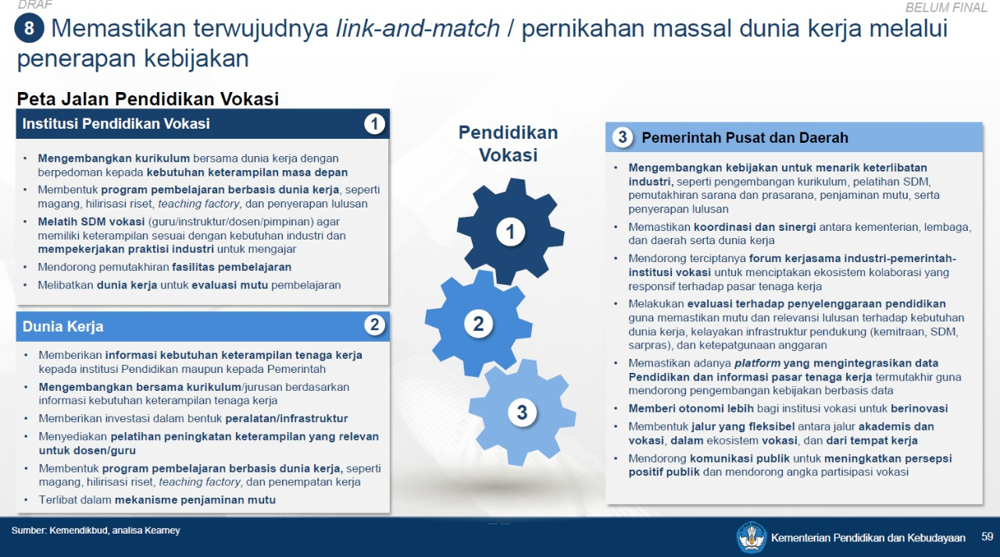 DRAF
BELUM FINAL
8 Memastikan terwujudnya link-and-match / pernikahan massal dunia kerja melalui
penerapan kebijakan
Peta Jalan Pendidikan Vokasi
Institusi Pendidikan Vokasi 1
• Mengembangkan kurikulum bersama dunia kerja dengan
berpedoman kepada kebutuhan keterampilan masa depan
• Membentuk program pembelajaran berbasis dunia kerja, seperti
magang, hilirisasi riset, teaching factory, dan penyerapan lulusan
• Melatih SDM vokasi (guru/instruktur/dosen/pimpinan) agar
memiliki keterampilan sesuai dengan kebutuhan industri dan
mempekerjakan praktisi industri untuk mengajar
• Mendorong pemutakhiran fasilitas pembelajaran
• Melibatkan dunia kerja untuk evaluasi mutu pembelajaran
Dunia Kerja 2
• Memberikan informasi kebutuhan keterampilan tenaga kerja
kepada institusi Pendidikan maupun kepada Pemerintah
• Mengembangkan bersama kurikulum/jurusan berdasarkan
informasi kebutuhan keterampilan tenaga kerja
• Memberikan investasi dalam bentuk peralatan/infrastruktur
• Menyediakan pelatihan peningkatan keterampilan yang relevan
untuk dosen/guru
• Membentuk program pembelajaran berbasis dunia kerja, seperti
magang, hilirisasi riset, teaching factory, dan penempatan kerja
• Terlibat dalam mekanisme penjaminan mutu
Pendidikan
Vokasi
1
2
3
3 Pemerintah Pusat dan Daerah
• Mengembangkan kebijakan untuk menarik keterlibatan
industri, seperti pengembangan kurikulum, pelatihan SDM,
pemutakhiran sarana dan prasarana, penjaminan mutu, serta
penyerapan lulusan
• Memastikan koordinasi dan sinergi antara kementerian, lembaga,
dan daerah serta dunia kerja
• Mendorong terciptanya forum kerjasama industri-pemerintah-
institusi vokasi untuk menciptakan ekosistem kolaborasi yang
responsif terhadap pasar tenaga kerja
• Melakukan evaluasi terhadap penyelenggaraan pendidikan
guna memastikan mutu dan relevansi lulusan terhadap kebutuhan
dunia kerja, kelayakan infrastruktur pendukung (kemitraan, SDM,
sarpras), dan ketepatgunaan anggaran
• Memastikan adanya platform yang mengintegrasikan data
Pendidikan dan informasi pasar tenaga kerja termutakhir guna
mendorong pengembangan kebijakan berbasis data
• Memberi otonomi lebih bagi institusi vokasi untuk berinovasi
• Membentuk jalur yang fleksibel antara jalur akademis dan
vokasi, dalam ekosistem vokasi, dan dari tempat kerja
• Mendorong komunikasi publik untuk meningkatkan persepsi
positif publik dan mendorong angka partisipasi vokasi
Sumber: Kemendikbud, analisa Kearney
Kementerian Pendidikan dan Kebudayaan 59